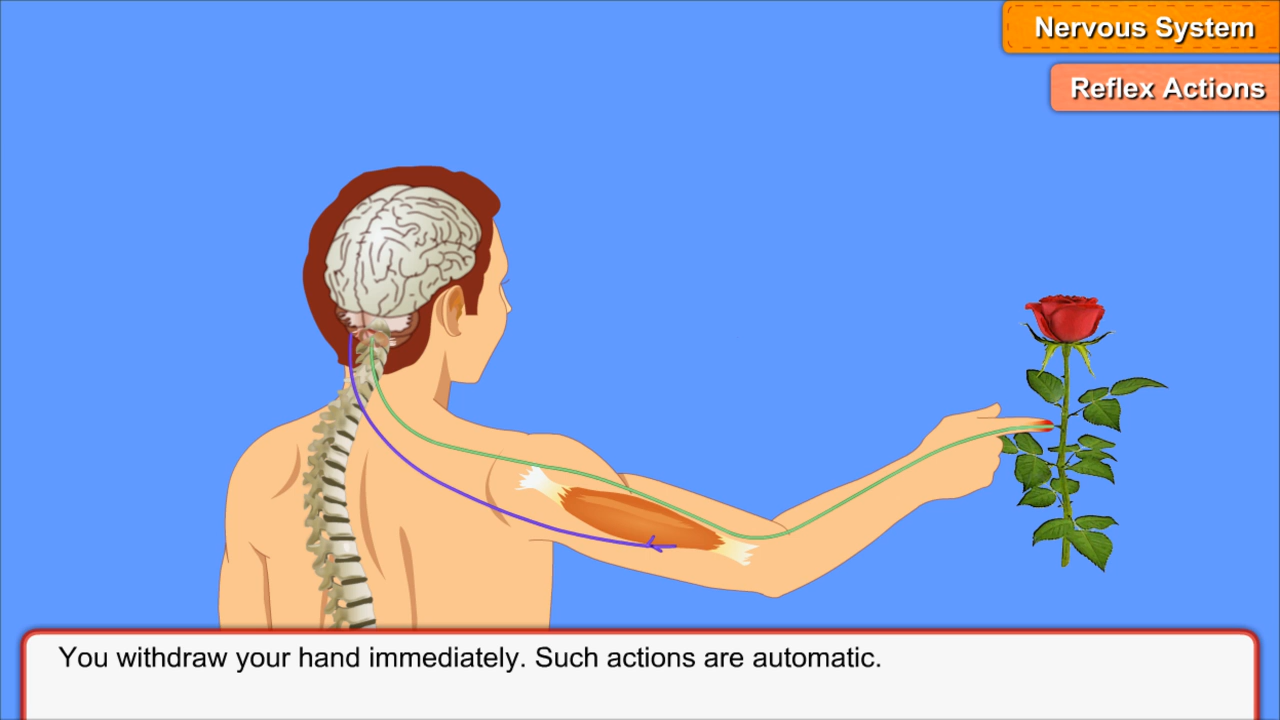 Nervous System
Reflex Actions
You withdraw your hand immediately. Such actions are automatic.